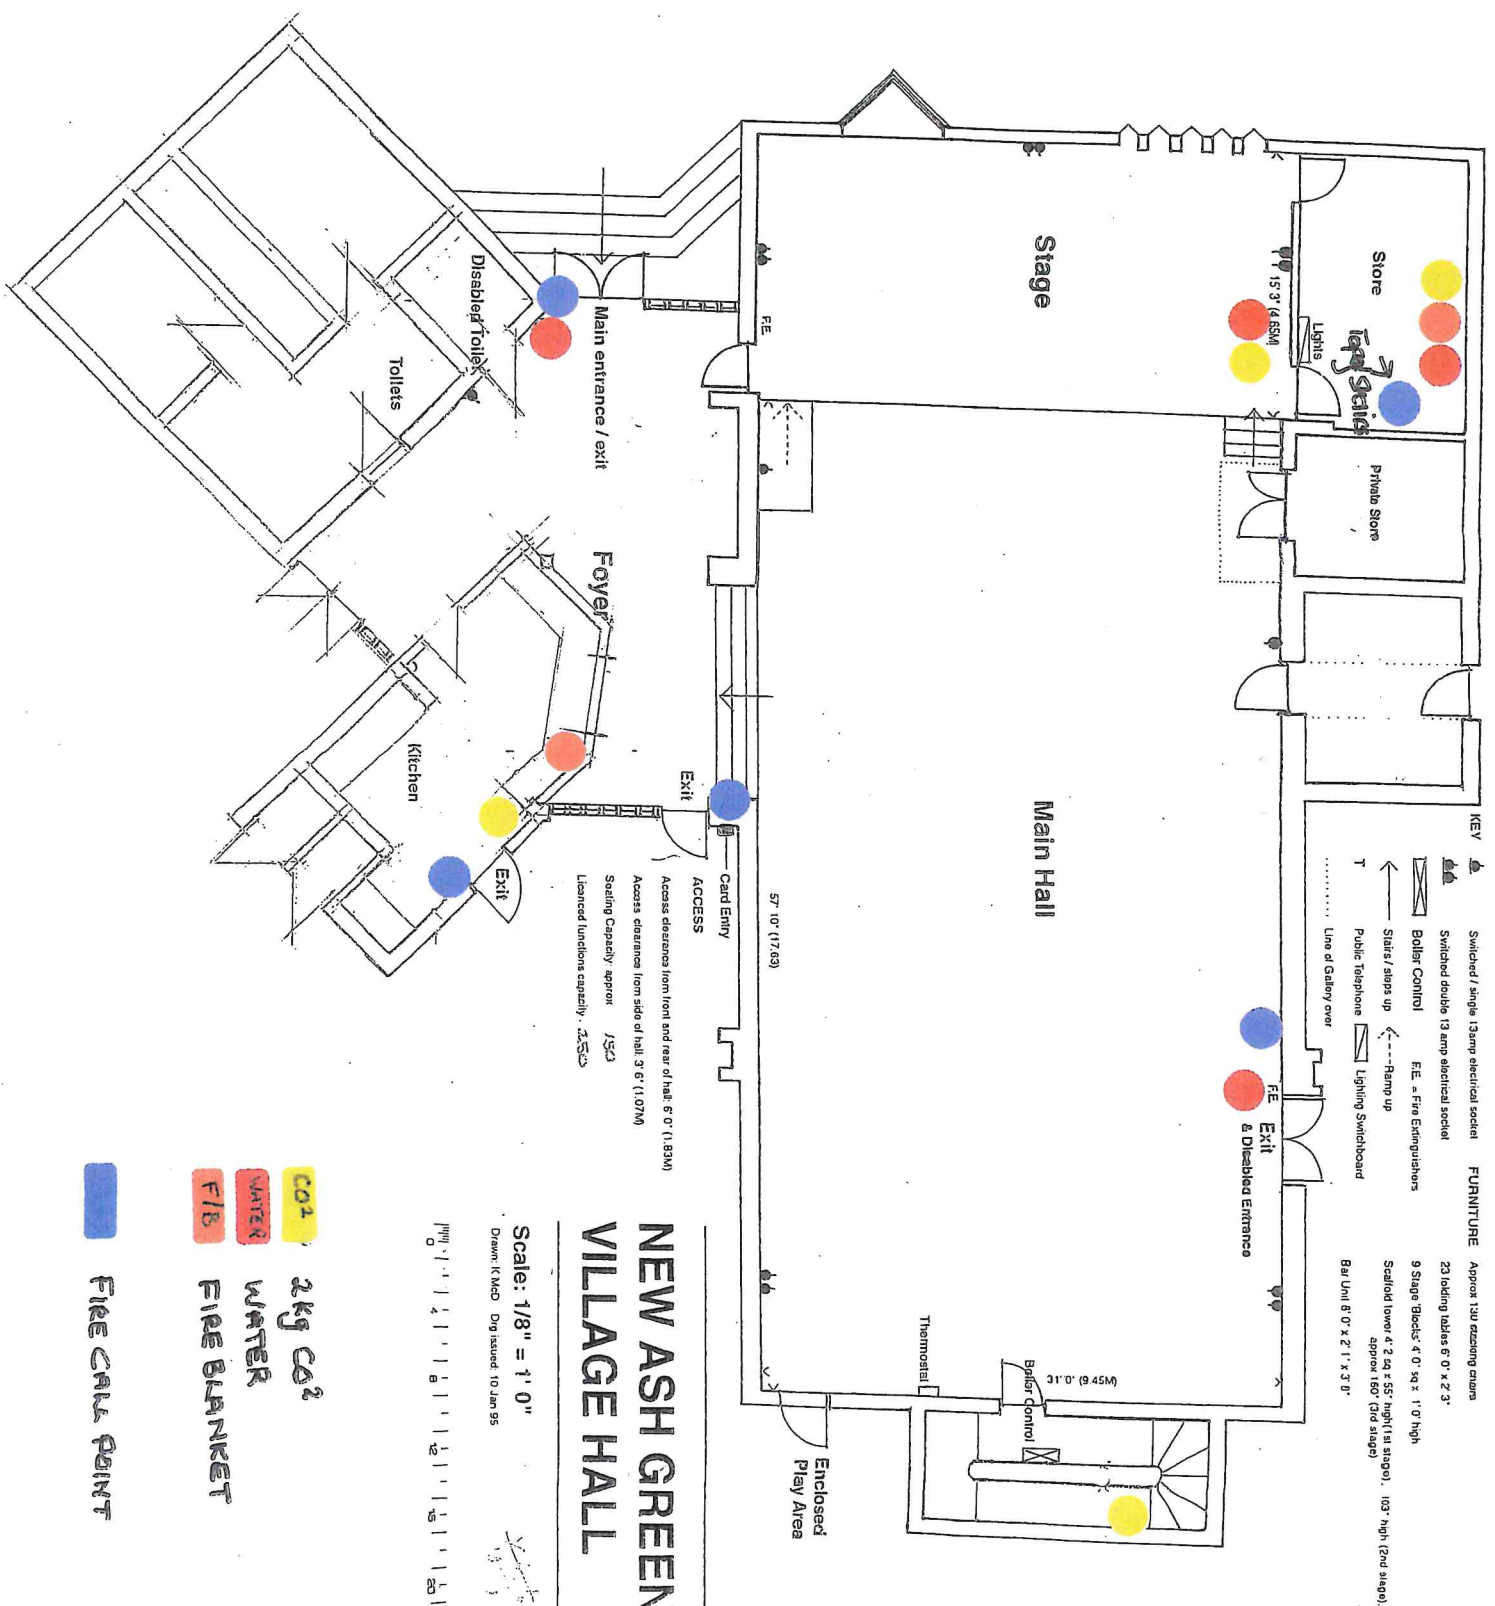 Stage
Store
Lights
15'3" (4.65M)
Private Store
F.E.
Main entrance / exit
Disabled Toilet
Toilets
Foyer
Kitchen
Exit
Exit
Card Entry
Main Hall
57' 10" (17.63)
F.E
Exit
& Disabled Entrance
31' 0" (9.45M)
Thermostat
Boiler Control
Enclosed
Play Area
KEY
Switched / single 13amp electrical socket
Switched double 13 amp electrical socket
Boiler Control
F.E. = Fire Extinguishers
Stairs / steps up
Ramp up
Public Telephone
T
Lighting Switchboard
Line of Gallery over
FURNITURE
Approx 130 stacking chairs
23 folding tables 6' 0" x 2' 3"
9 Stage 'Blocks' 4' 0" sq x 1' 0" high
Scaffold tower 4' 2 sq x 55" high (1st stage). 103" high (2nd stage).
approx 160" (3rd stage)
Bar Unit 6' 0" x 2' 1" x 3' 8"
ACCESS
Access clearance from front and rear of hall: 6' 0" (1.83M)
Access clearance from side of hall: 3' 6" (1.07M)
Seating Capacity: approx 150
Licenced functions capacity . 250
NEW ASH GREEN
VILLAGE HALL
Scale: 1/8" = 1' 0"
Drawn: K McD Drg issued: 10 Jan 95
0 4 8 12 16 20
CO2 2kg CO2
WATER WATER
F/B FIRE BLANKET
FIRE CALL POINT